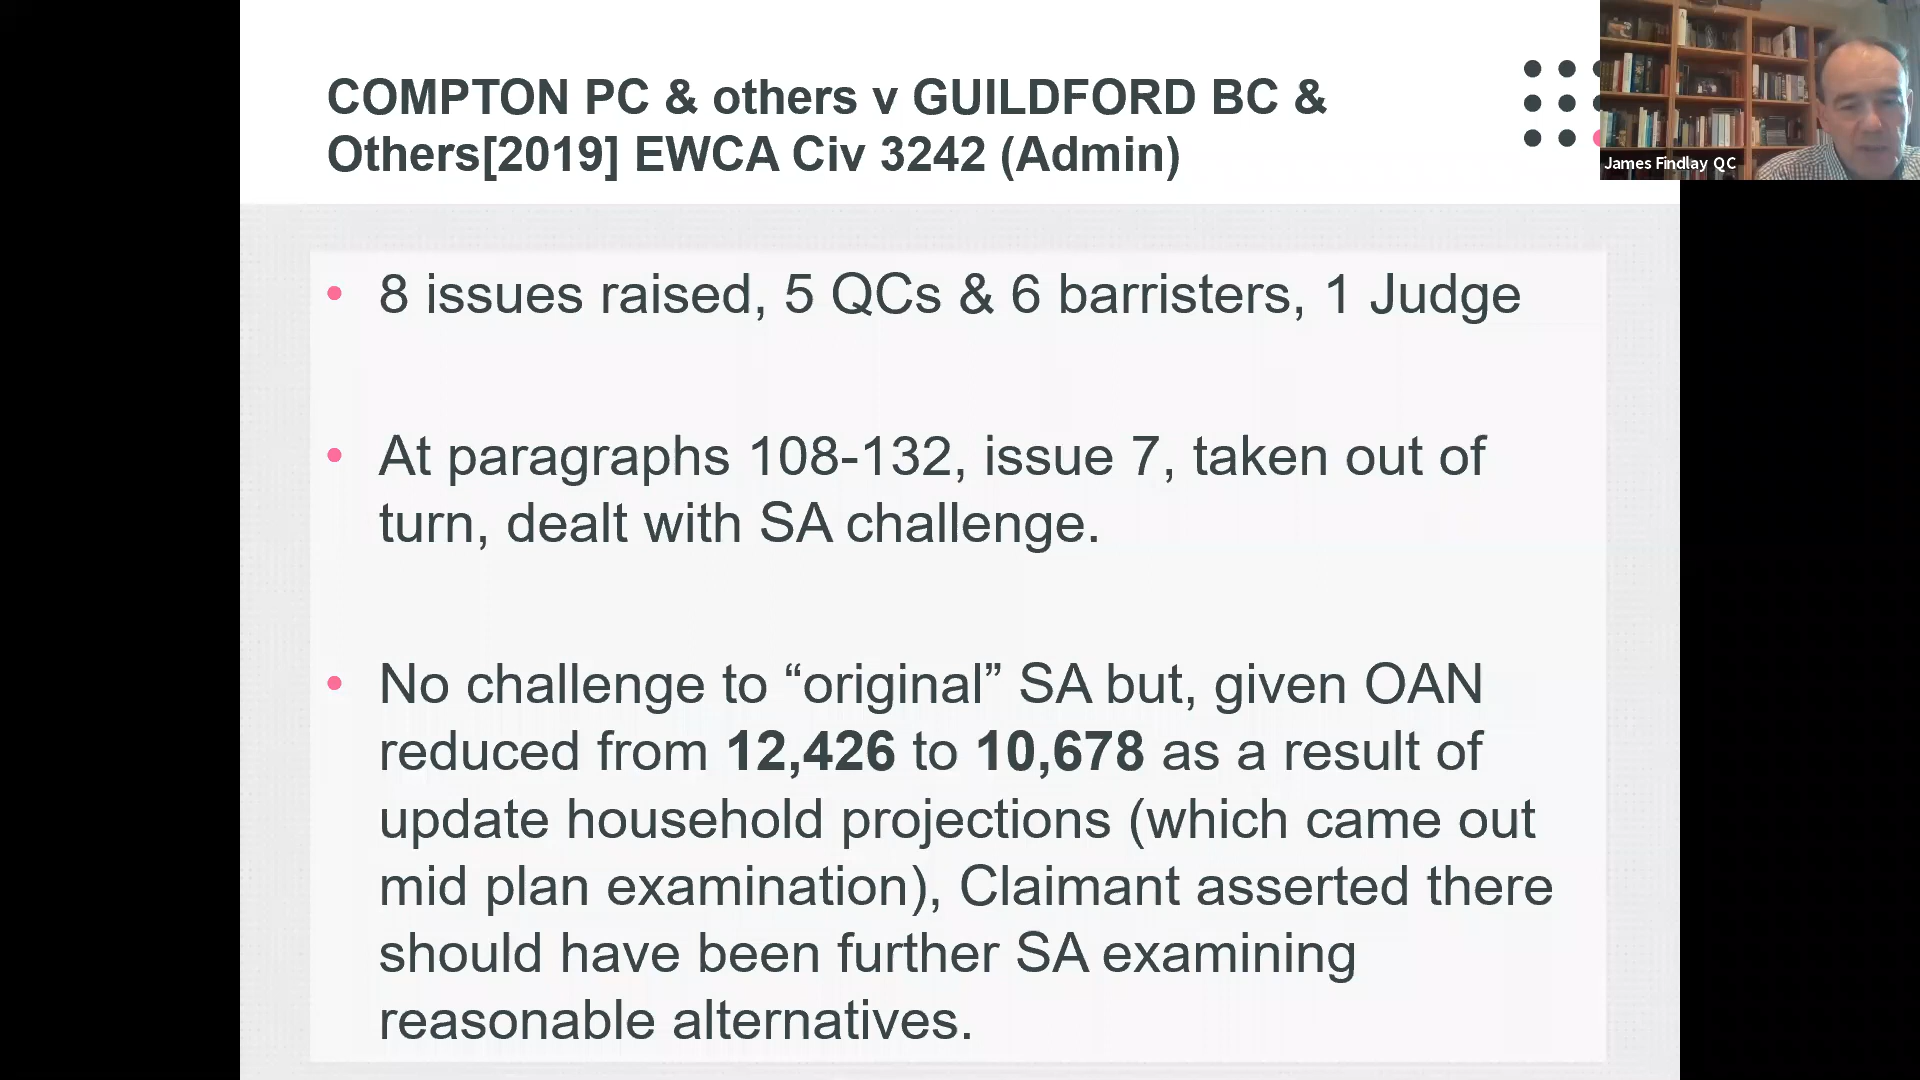 COMPTON PC & others v GUILDFORD BC &
Others[2019] EWCA Civ 3242 (Admin)
James Findlay QC
• 8 issues raised, 5 QCs & 6 barristers, 1 Judge
• At paragraphs 108-132, issue 7, taken out of
turn, dealt with SA challenge.
• No challenge to “original” SA but, given OAN
reduced from 12,426 to 10,678 as a result of
update household projections (which came out
mid plan examination), Claimant asserted there
should have been further SA examining
reasonable alternatives.